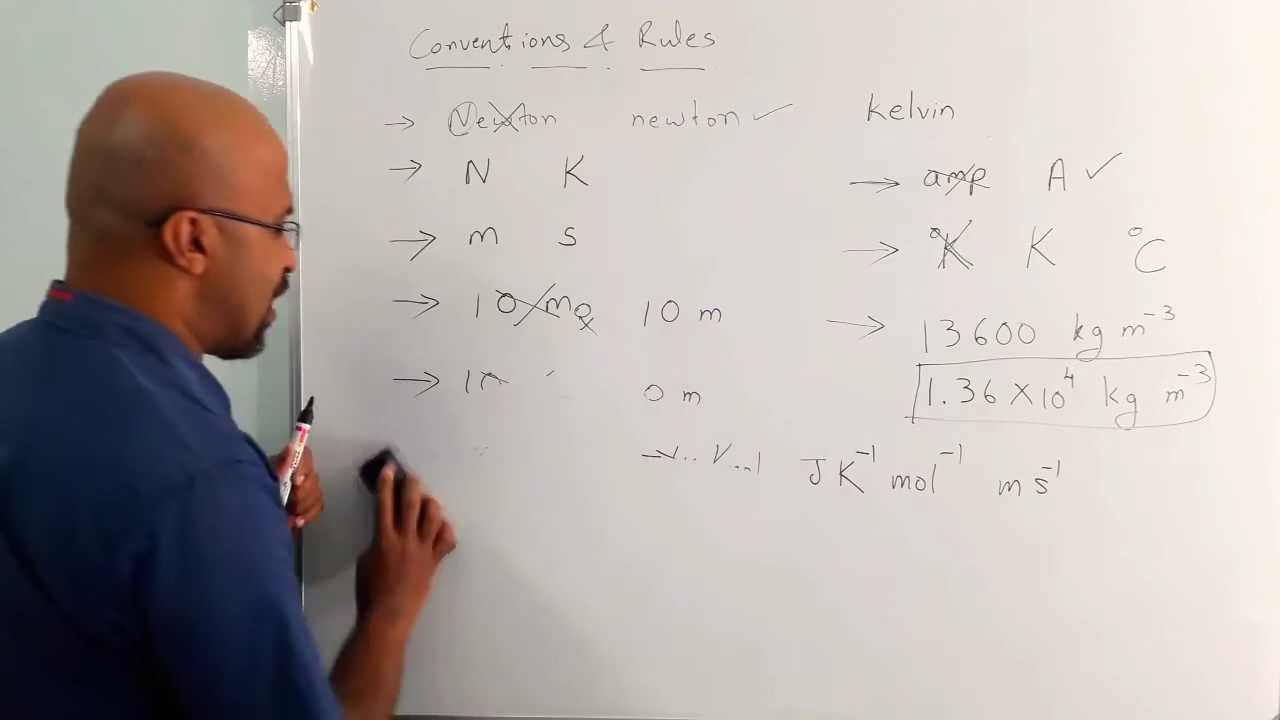 Conventions & Rules
→ Newton newton ✓ kelvin
→ N K
→ m s
→ 10 m 10 m
→ 1
0 m
→ amp A ✓
→ °K K °C
→ 13600 kg m⁻³
1.36 × 10⁴ kg m⁻³
J K⁻¹ mol⁻¹ m s⁻¹